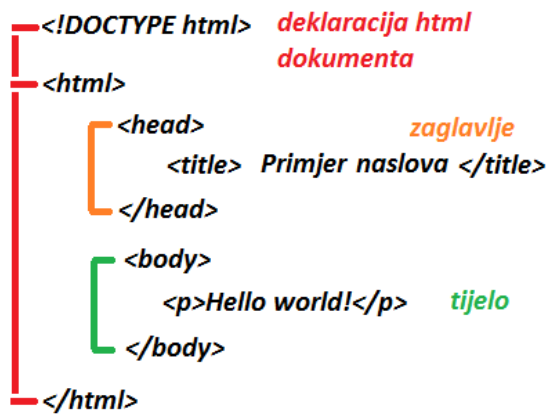 <!DOCTYPE html> deklaracija html
dokumenta
<html>
<head> zaglavlje
<title> Primjer naslova </title>
</head>
<body>
<p>Hello world!</p> tijelo
</body>
</html>